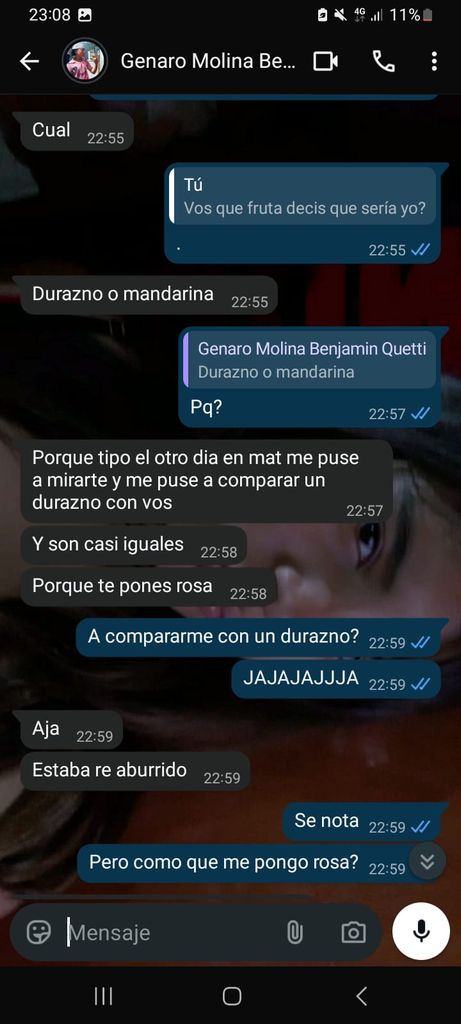 23:08
4G
11%
Genaro Molina Be...
Cual 22:55
Tú
Vos que fruta decis que sería yo?
. 22:55
Durazno o mandarina 22:55
Genaro Molina Benjamin Quetti
Durazno o mandarina
Pq? 22:57
Porque tipo el otro dia en mat me puse
a mirarte y me puse a comparar un
durazno con vos
22:57
Y son casi iguales 22:58
Porque te pones rosa 22:58
A compararme con un durazno? 22:59
JAJAJAJJJA 22:59
Aja 22:59
Estaba re aburrido 22:59
Se nota 22:59
Pero como que me pongo rosa? 22:59
Mensaje